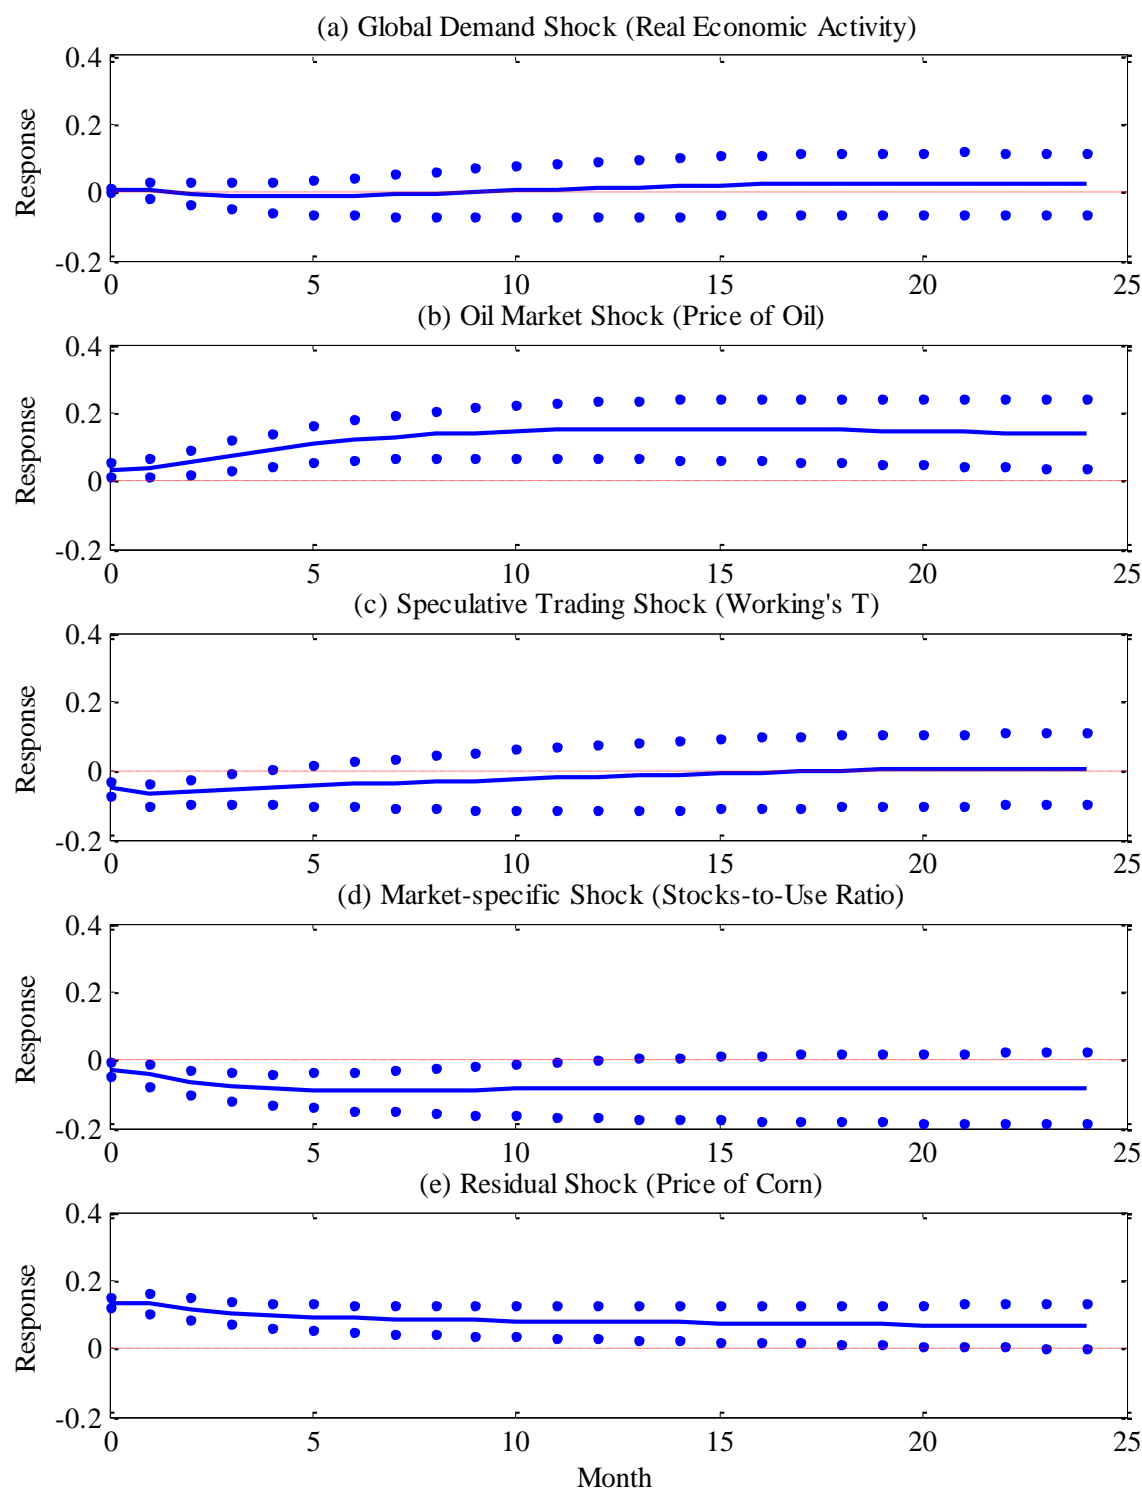 (a) Global Demand Shock (Real Economic Activity)
0.4
0.2
0
-0.2
Response
0 5 10 15 20 25
(b) Oil Market Shock (Price of Oil)
0.4
0.2
0
-0.2
Response
0 5 10 15 20 25
(c) Speculative Trading Shock (Working's T)
0.4
0.2
0
-0.2
Response
0 5 10 15 20 25
(d) Market-specific Shock (Stocks-to-Use Ratio)
0.4
0.2
0
-0.2
Response
0 5 10 15 20 25
(e) Residual Shock (Price of Corn)
0.4
0.2
0
-0.2
Response
0 5 10 15 20 25
Month